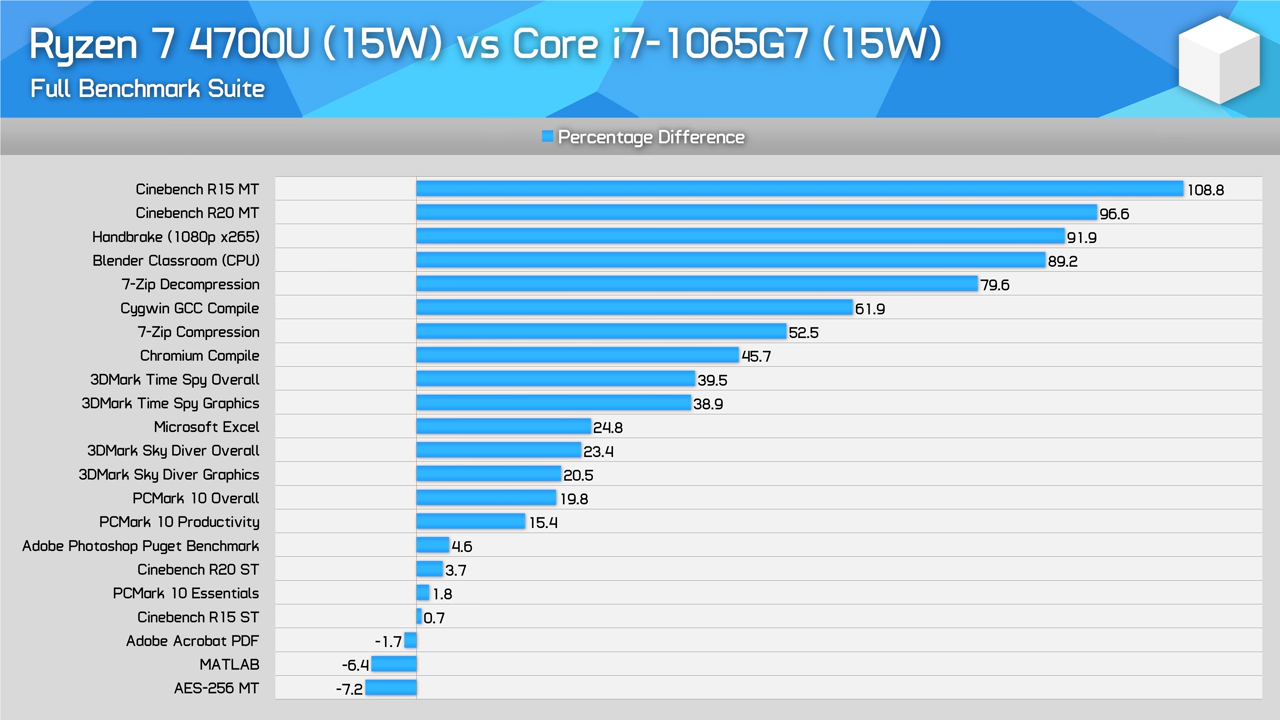 Ryzen 7 4700U (15W) vs Core i7-1065G7 (15W)
Full Benchmark Suite
Percentage Difference
Cinebench R15 MT 108.8
Cinebench R20 MT 96.6
Handbrake (1080p x265) 91.9
Blender Classroom (CPU) 89.2
7-Zip Decompression 79.6
Cygwin GCC Compile 61.9
7-Zip Compression 52.5
Chromium Compile 45.7
3DMark Time Spy Overall 39.5
3DMark Time Spy Graphics 38.9
Microsoft Excel 24.8
3DMark Sky Diver Overall 23.4
3DMark Sky Diver Graphics 20.5
PCMark 10 Overall 19.8
PCMark 10 Productivity 15.4
Adobe Photoshop Puget Benchmark 4.6
Cinebench R20 ST 3.7
PCMark 10 Essentials 1.8
Cinebench R15 ST 0.7
Adobe Acrobat PDF -1.7
MATLAB -6.4
AES-256 MT -7.2